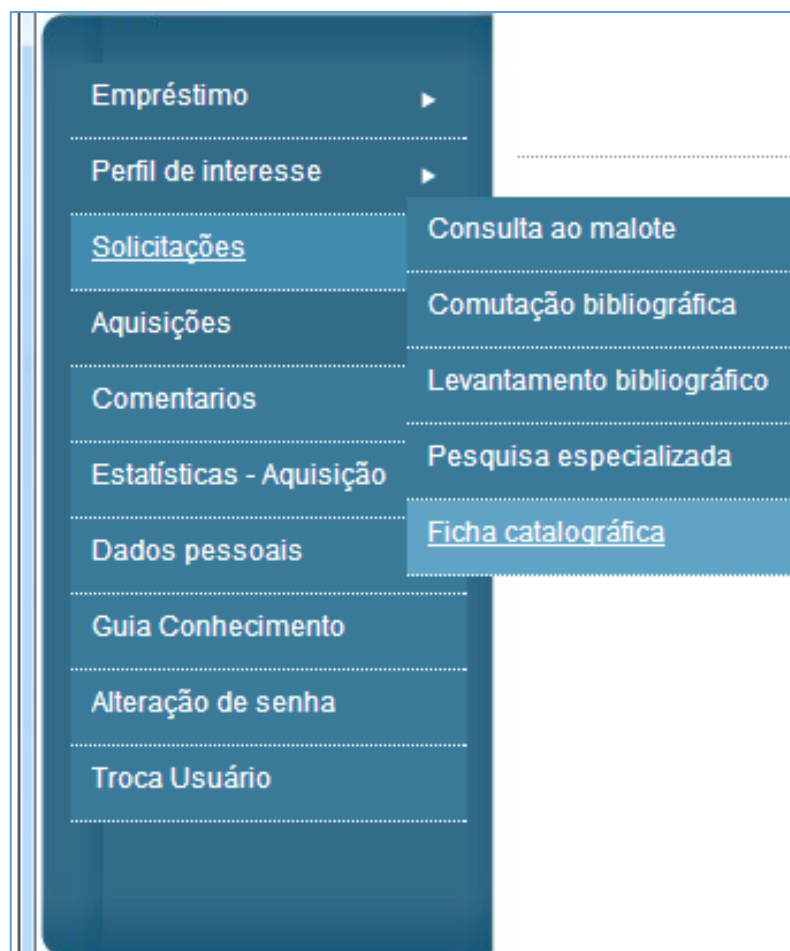 Empréstimo
Perfil de interesse
Solicitações
Aquisições
Comentarios
Estatísticas - Aquisição
Dados pessoais
Guia Conhecimento
Alteração de senha
Troca Usuário
Consulta ao malote
Comutação bibliográfica
Levantamento bibliográfico
Pesquisa especializada
Ficha catalográfica